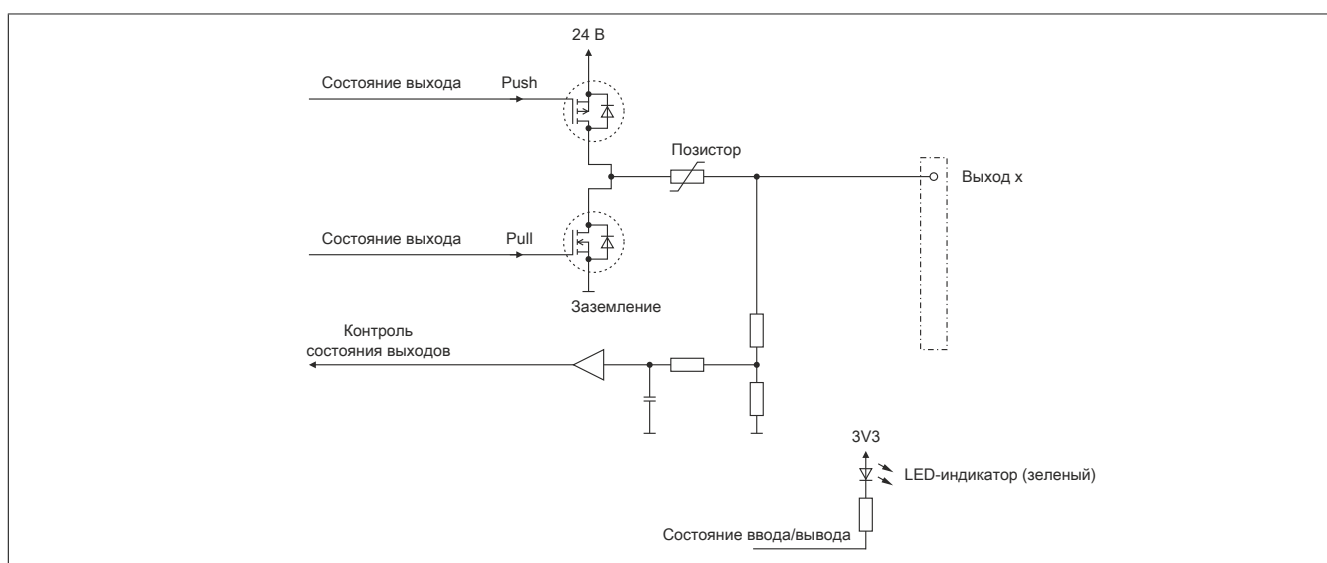 24 В
Состояние выхода Push
Позистор
Выход x
Состояние выхода Pull
Заземление
Контроль
состояния выходов
3V3
LED-индикатор (зеленый)
Состояние ввода/вывода